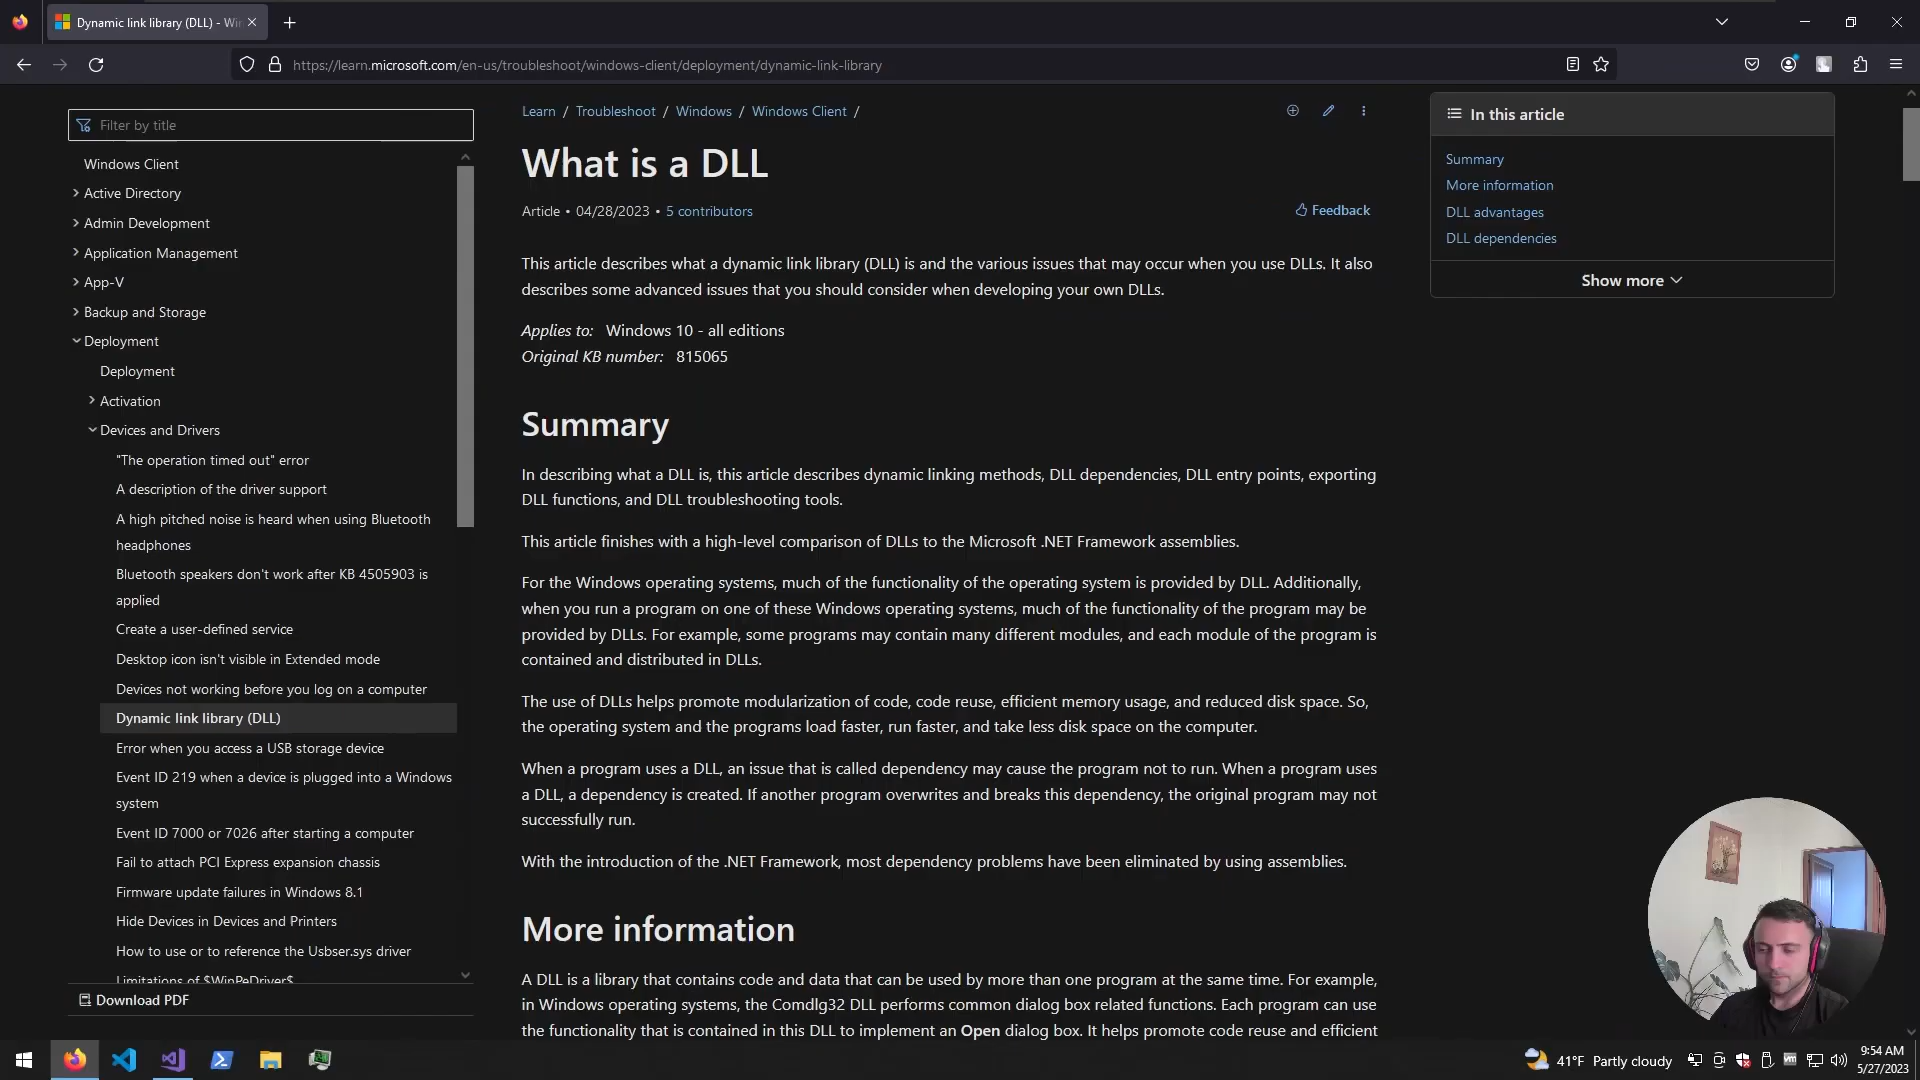 Dynamic link library (DLL) - Win
https://learn.microsoft.com/en-us/troubleshoot/windows-client/deployment/dynamic-link-library
Filter by title
Windows Client
Active Directory
Admin Development
Application Management
App-V
Backup and Storage
Deployment
Deployment
Activation
Devices and Drivers
"The operation timed out" error
A description of the driver support
A high pitched noise is heard when using Bluetooth
headphones
Bluetooth speakers don't work after KB 4505903 is
applied
Create a user-defined service
Desktop icon isn't visible in Extended mode
Devices not working before you log on a computer
Dynamic link library (DLL)
Error when you access a USB storage device
Event ID 219 when a device is plugged into a Windows
system
Event ID 7000 or 7026 after starting a computer
Fail to attach PCI Express expansion chassis
Firmware update failures in Windows 8.1
Hide Devices in Devices and Printers
How to use or to reference the Usbser.sys driver
Limitations of $WinPeDriver$
Download PDF
Learn / Troubleshoot / Windows / Windows Client /
What is a DLL
Article • 04/28/2023 • 5 contributors
Feedback
This article describes what a dynamic link library (DLL) is and the various issues that may occur when you use DLLs. It also
describes some advanced issues that you should consider when developing your own DLLs.
Applies to: Windows 10 - all editions
Original KB number: 815065
Summary
In describing what a DLL is, this article describes dynamic linking methods, DLL dependencies, DLL entry points, exporting
DLL functions, and DLL troubleshooting tools.
This article finishes with a high-level comparison of DLLs to the Microsoft .NET Framework assemblies.
For the Windows operating systems, much of the functionality of the operating system is provided by DLL. Additionally,
when you run a program on one of these Windows operating systems, much of the functionality of the program may be
provided by DLLs. For example, some programs may contain many different modules, and each module of the program is
contained and distributed in DLLs.
The use of DLLs helps promote modularization of code, code reuse, efficient memory usage, and reduced disk space. So,
the operating system and the programs load faster, run faster, and take less disk space on the computer.
When a program uses a DLL, an issue that is called dependency may cause the program not to run. When a program uses
a DLL, a dependency is created. If another program overwrites and breaks this dependency, the original program may not
successfully run.
With the introduction of the .NET Framework, most dependency problems have been eliminated by using assemblies.
More information
A DLL is a library that contains code and data that can be used by more than one program at the same time. For example,
in Windows operating systems, the Comdlg32 DLL performs common dialog box related functions. Each program can use
the functionality that is contained in this DLL to implement an Open dialog box. It helps promote code reuse and efficient
In this article
Summary
More information
DLL advantages
DLL dependencies
Show more
41°F Partly cloudy
9:54 AM
5/27/2023